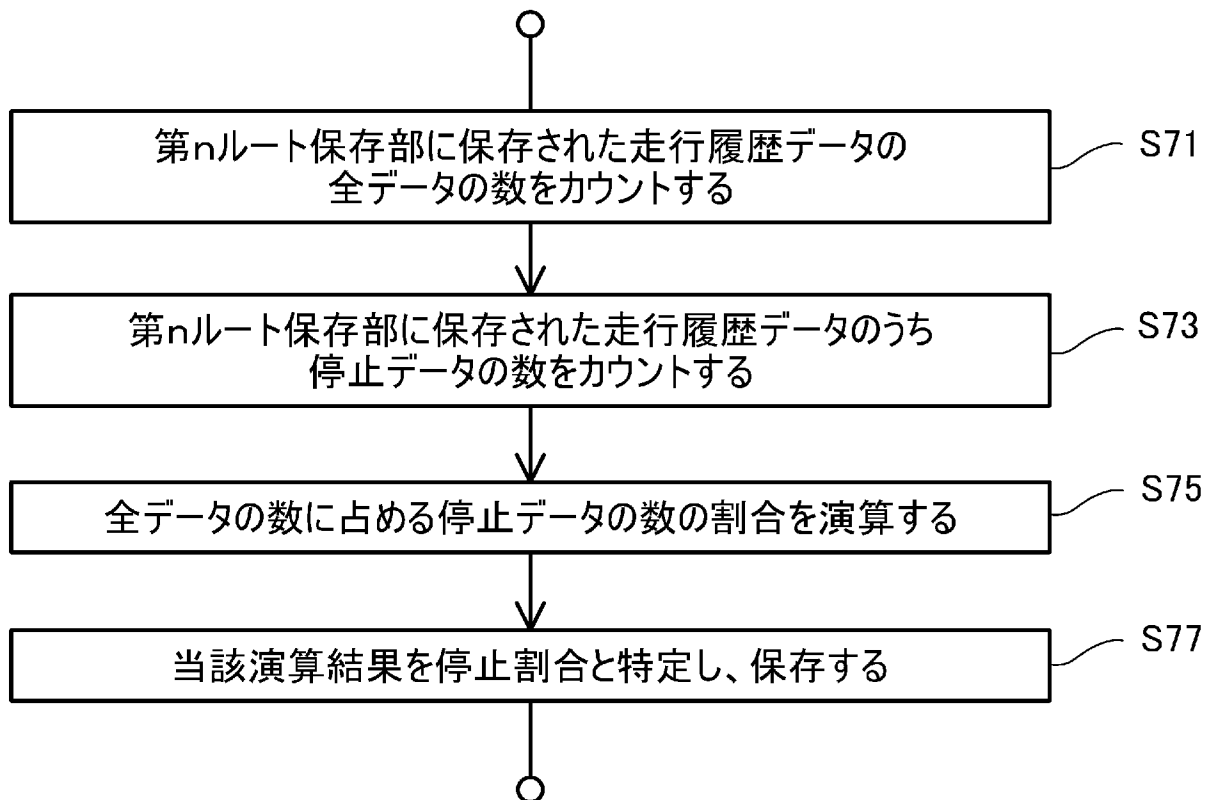 第nルート保存部に保存された走行履歴データの
全データの数をカウントする
S71
第nルート保存部に保存された走行履歴データのうち
停止データの数をカウントする
S73
全データの数に占める停止データの数の割合を演算する
S75
当該演算結果を停止割合と特定し、保存する
S77